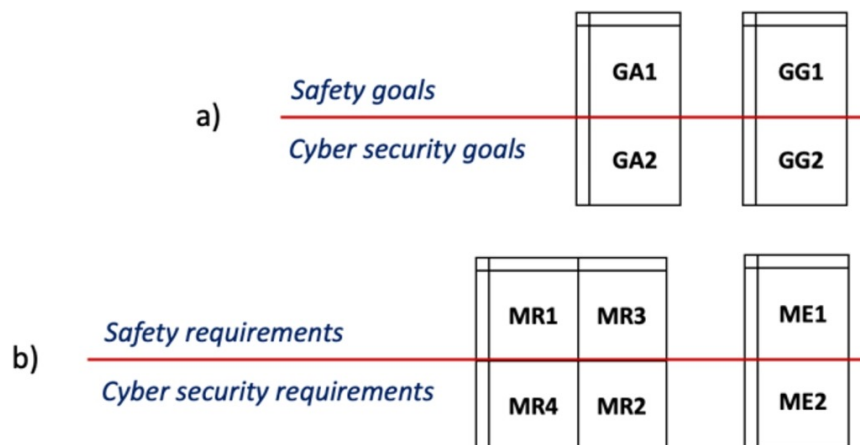 GA1 GG1
Safety goals
a)
Cyber security goals
GA2 GG2
MR1 MR3 ME1
Safety requirements
b)
Cyber security requirements
MR4 MR2 ME2